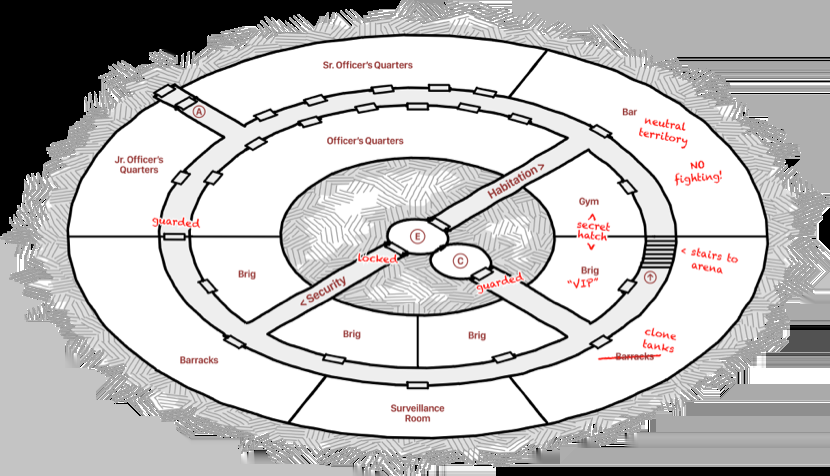 Sr. Officer's Quarters
A
Bar
neutral
territory
NO
fighting!
Jr. Officer's
Quarters
Officer's Quarters
Habitation >
Gym
^
secret
hatch
v
guarded
E
locked
C
guarded
Brig
< Security
Brig
"VIP"
< stairs to
arena
↑
Brig
Brig
clone
tanks
Barracks
Barracks
Surveillance
Room